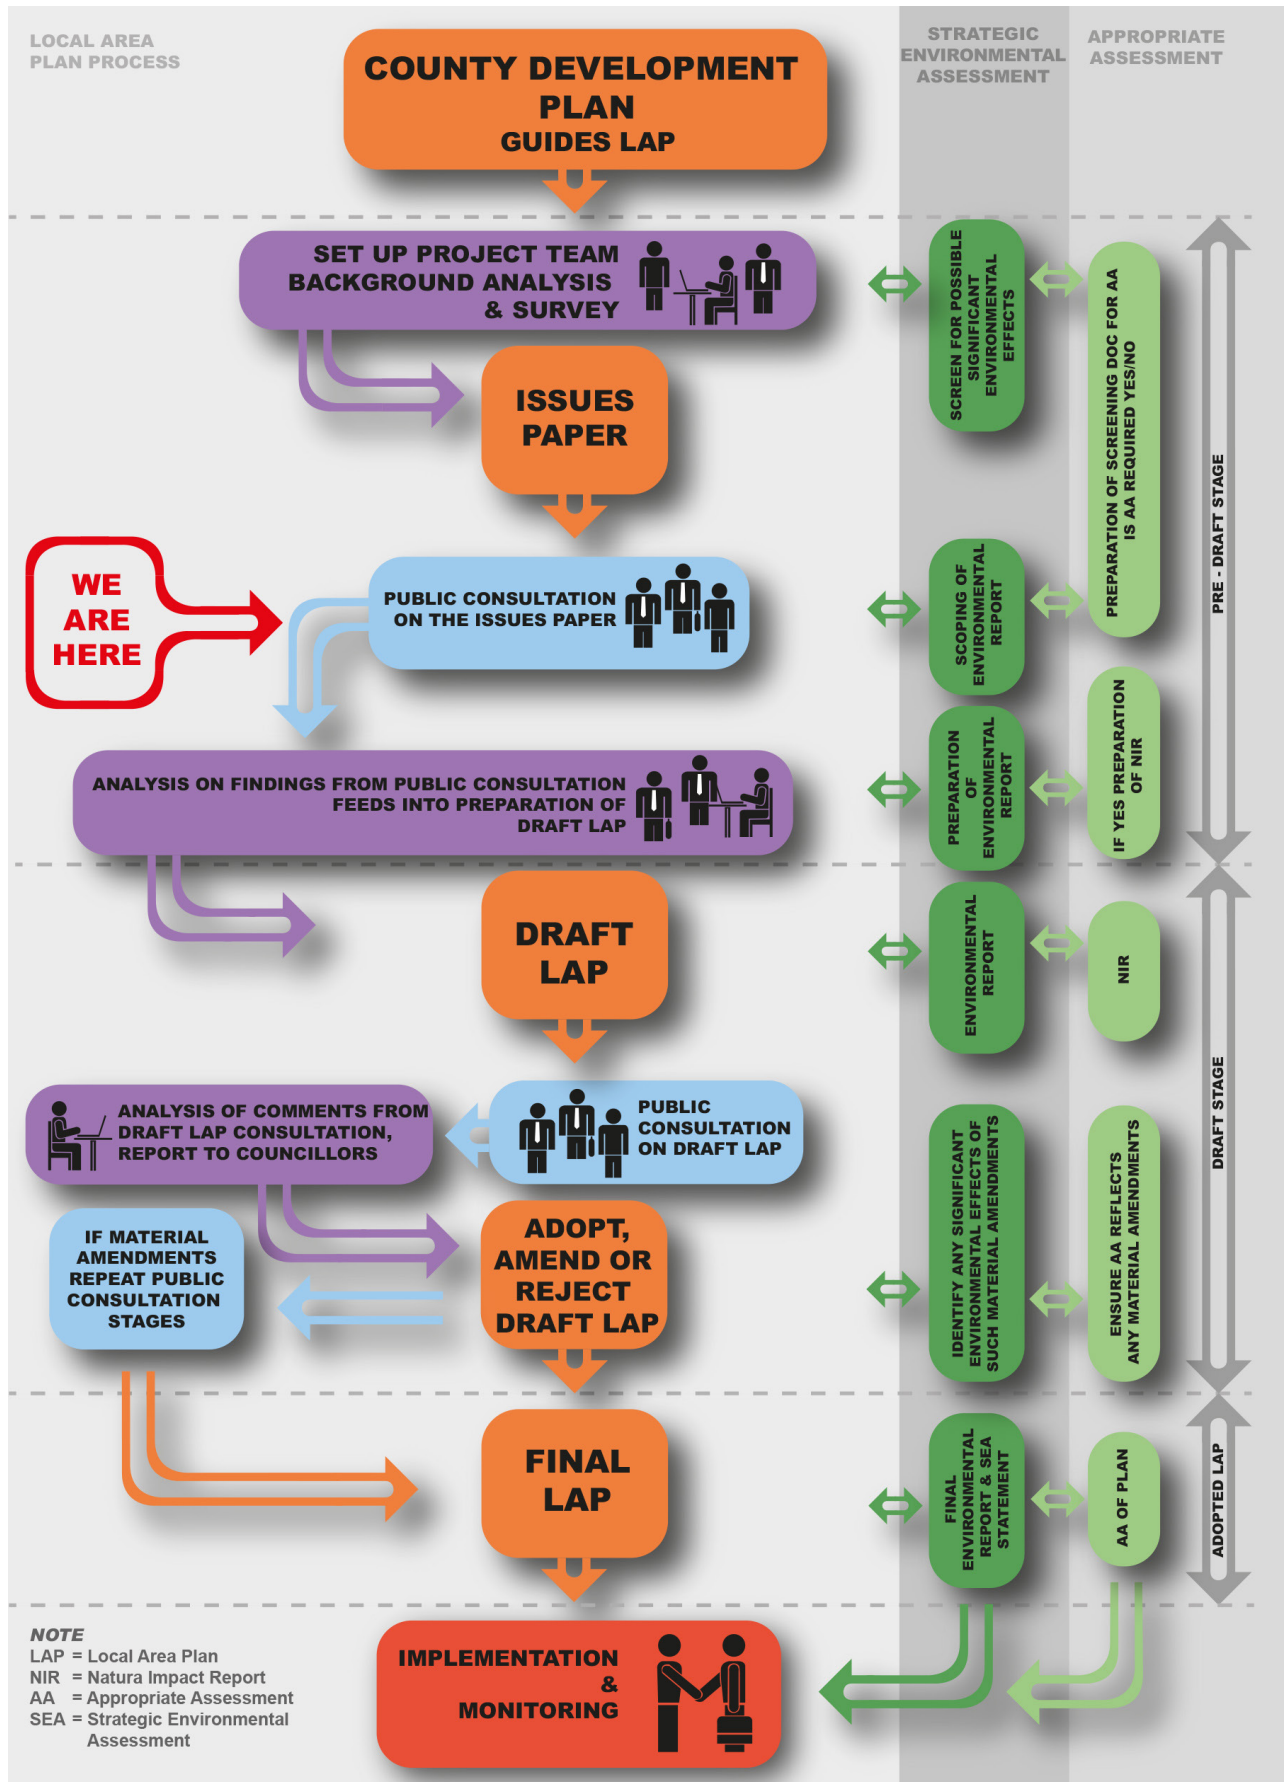 LOCAL AREA
PLAN PROCESS
STRATEGIC
ENVIRONMENTAL
ASSESSMENT
APPROPRIATE
ASSESSMENT
COUNTY DEVELOPMENT
PLAN
GUIDES LAP
SET UP PROJECT TEAM
BACKGROUND ANALYSIS
& SURVEY
SCREEN FOR POSSIBLE
SIGNIFICANT
ENVIRONMENTAL
EFFECTS
PREPARATION OF SCREENING DOC FOR AA
IS AA REQUIRED YES/NO
PRE - DRAFT STAGE
ISSUES
PAPER
WE
ARE
HERE
PUBLIC CONSULTATION
ON THE ISSUES PAPER
SCOPING OF
ENVIRONMENTAL
REPORT
ANALYSIS ON FINDINGS FROM PUBLIC CONSULTATION
FEEDS INTO PREPARATION OF
DRAFT LAP
PREPARATION
OF
ENVIRONMENTAL
REPORT
IF YES PREPARATION
OF NIR
DRAFT
LAP
ENVIRONMENTAL
REPORT
NIR
DRAFT STAGE
ANALYSIS OF COMMENTS FROM
DRAFT LAP CONSULTATION,
REPORT TO COUNCILLORS
PUBLIC
CONSULTATION
ON DRAFT LAP
IF MATERIAL
AMENDMENTS
REPEAT PUBLIC
CONSULTATION
STAGES
ADOPT,
AMEND OR
REJECT
DRAFT LAP
IDENTIFY ANY SIGNIFICANT
ENVIRONMENTAL EFFECTS OF
SUCH MATERIAL AMENDMENTS
ENSURE AA REFLECTS
ANY MATERIAL AMENDMENTS
FINAL
LAP
FINAL
ENVIRONMENTAL
REPORT & SEA
STATEMENT
AA OF PLAN
ADOPTED LAP
NOTE
LAP = Local Area Plan
NIR = Natura Impact Report
AA = Appropriate Assessment
SEA = Strategic Environmental
Assessment
IMPLEMENTATION
&
MONITORING